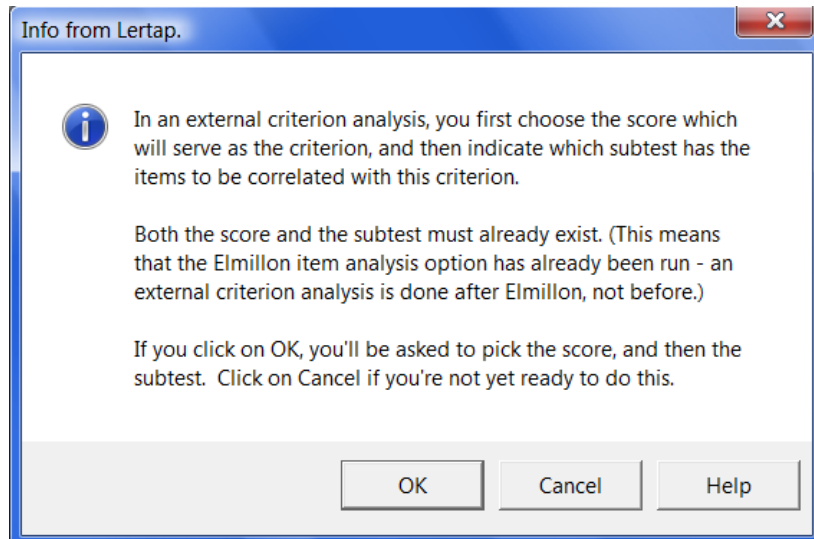 Info from Lertap.
In an external criterion analysis, you first choose the score which
will serve as the criterion, and then indicate which subtest has the
items to be correlated with this criterion.
Both the score and the subtest must already exist. (This means
that the Elmillon item analysis option has already been run - an
external criterion analysis is done after Elmillon, not before.)
If you click on OK, you'll be asked to pick the score, and then the
subtest.  Click on Cancel if you're not yet ready to do this.
OK Cancel Help